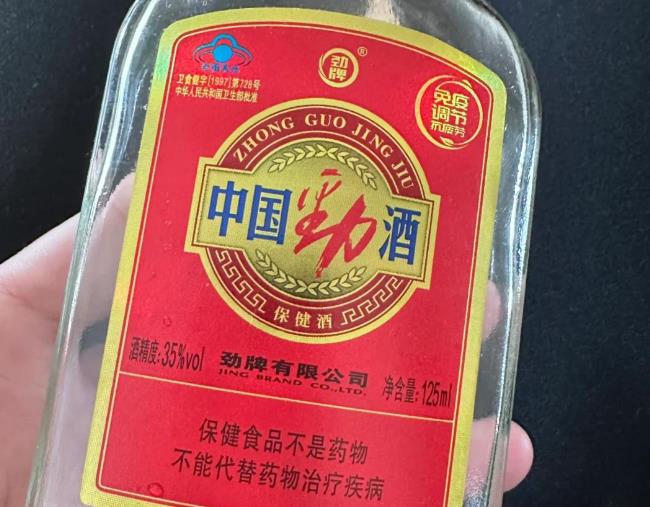 劲牌®
卫食健字(1997)第728号
中华人民共和国卫生部批准
免疫
调节
抗疲劳
ZHONG GUO JING JIU
中国劲酒
保健酒
酒精度:35%vol
劲牌有限公司
JING BRAND CO.,LTD.
净含量:125ml
保健食品不是药物
不能代替药物治疗疾病